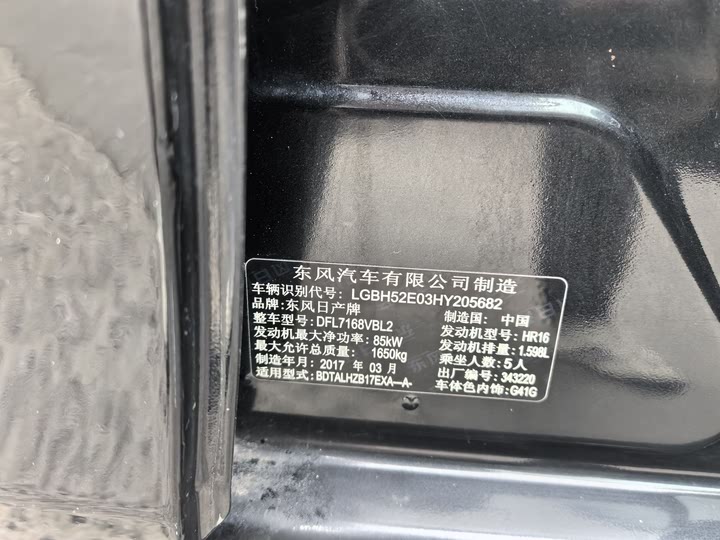 东风汽车有限公司制造
车辆识别代号: LGBH52E03HY205682
品牌: 东风日产牌 制造国: 中国
整车型号: DFL7168VBL2 发动机型号: HR16
发动机最大净功率: 85kW 发动机排量: 1.598L
最大允许总质量: 1650kg 乘坐人数: 5人
制造年月: 2017 年 03 月 出厂编号: 343220
适用型号: BDTALHZB17EXA—A- 车体色内饰: G41G